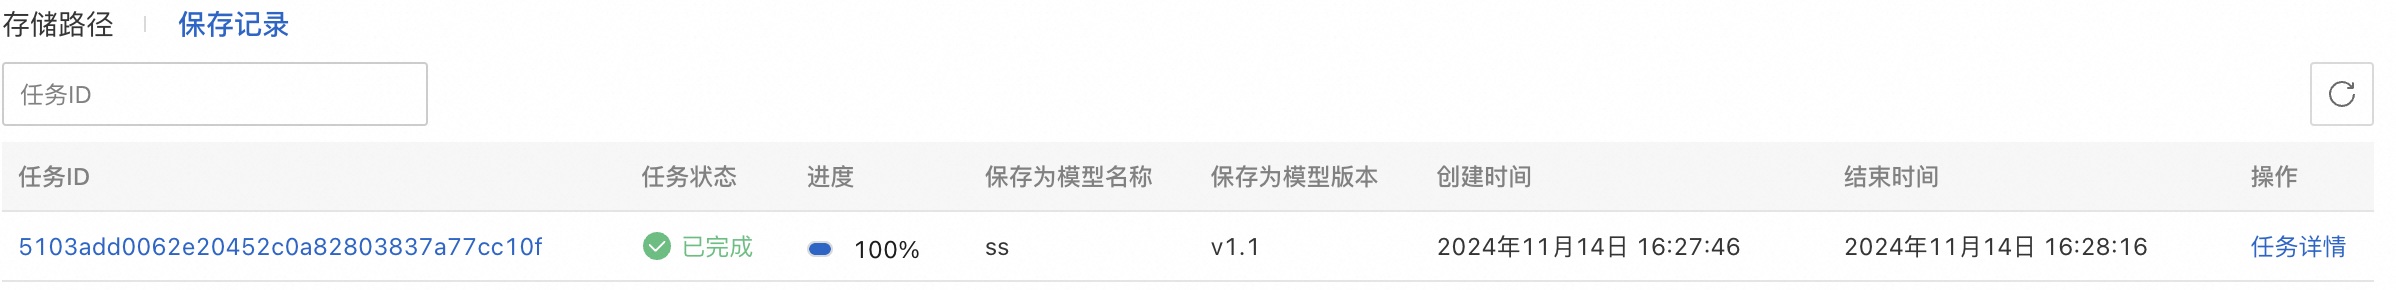 存储路径 保存记录
任务ID
任务ID 任务状态 进度 保存为模型名称 保存为模型版本 创建时间 结束时间 操作
5103add0062e20452c0a82803837a77cc10f 已完成 100% ss v1.1 2024年11月14日 16:27:46 2024年11月14日 16:28:16 任务详情